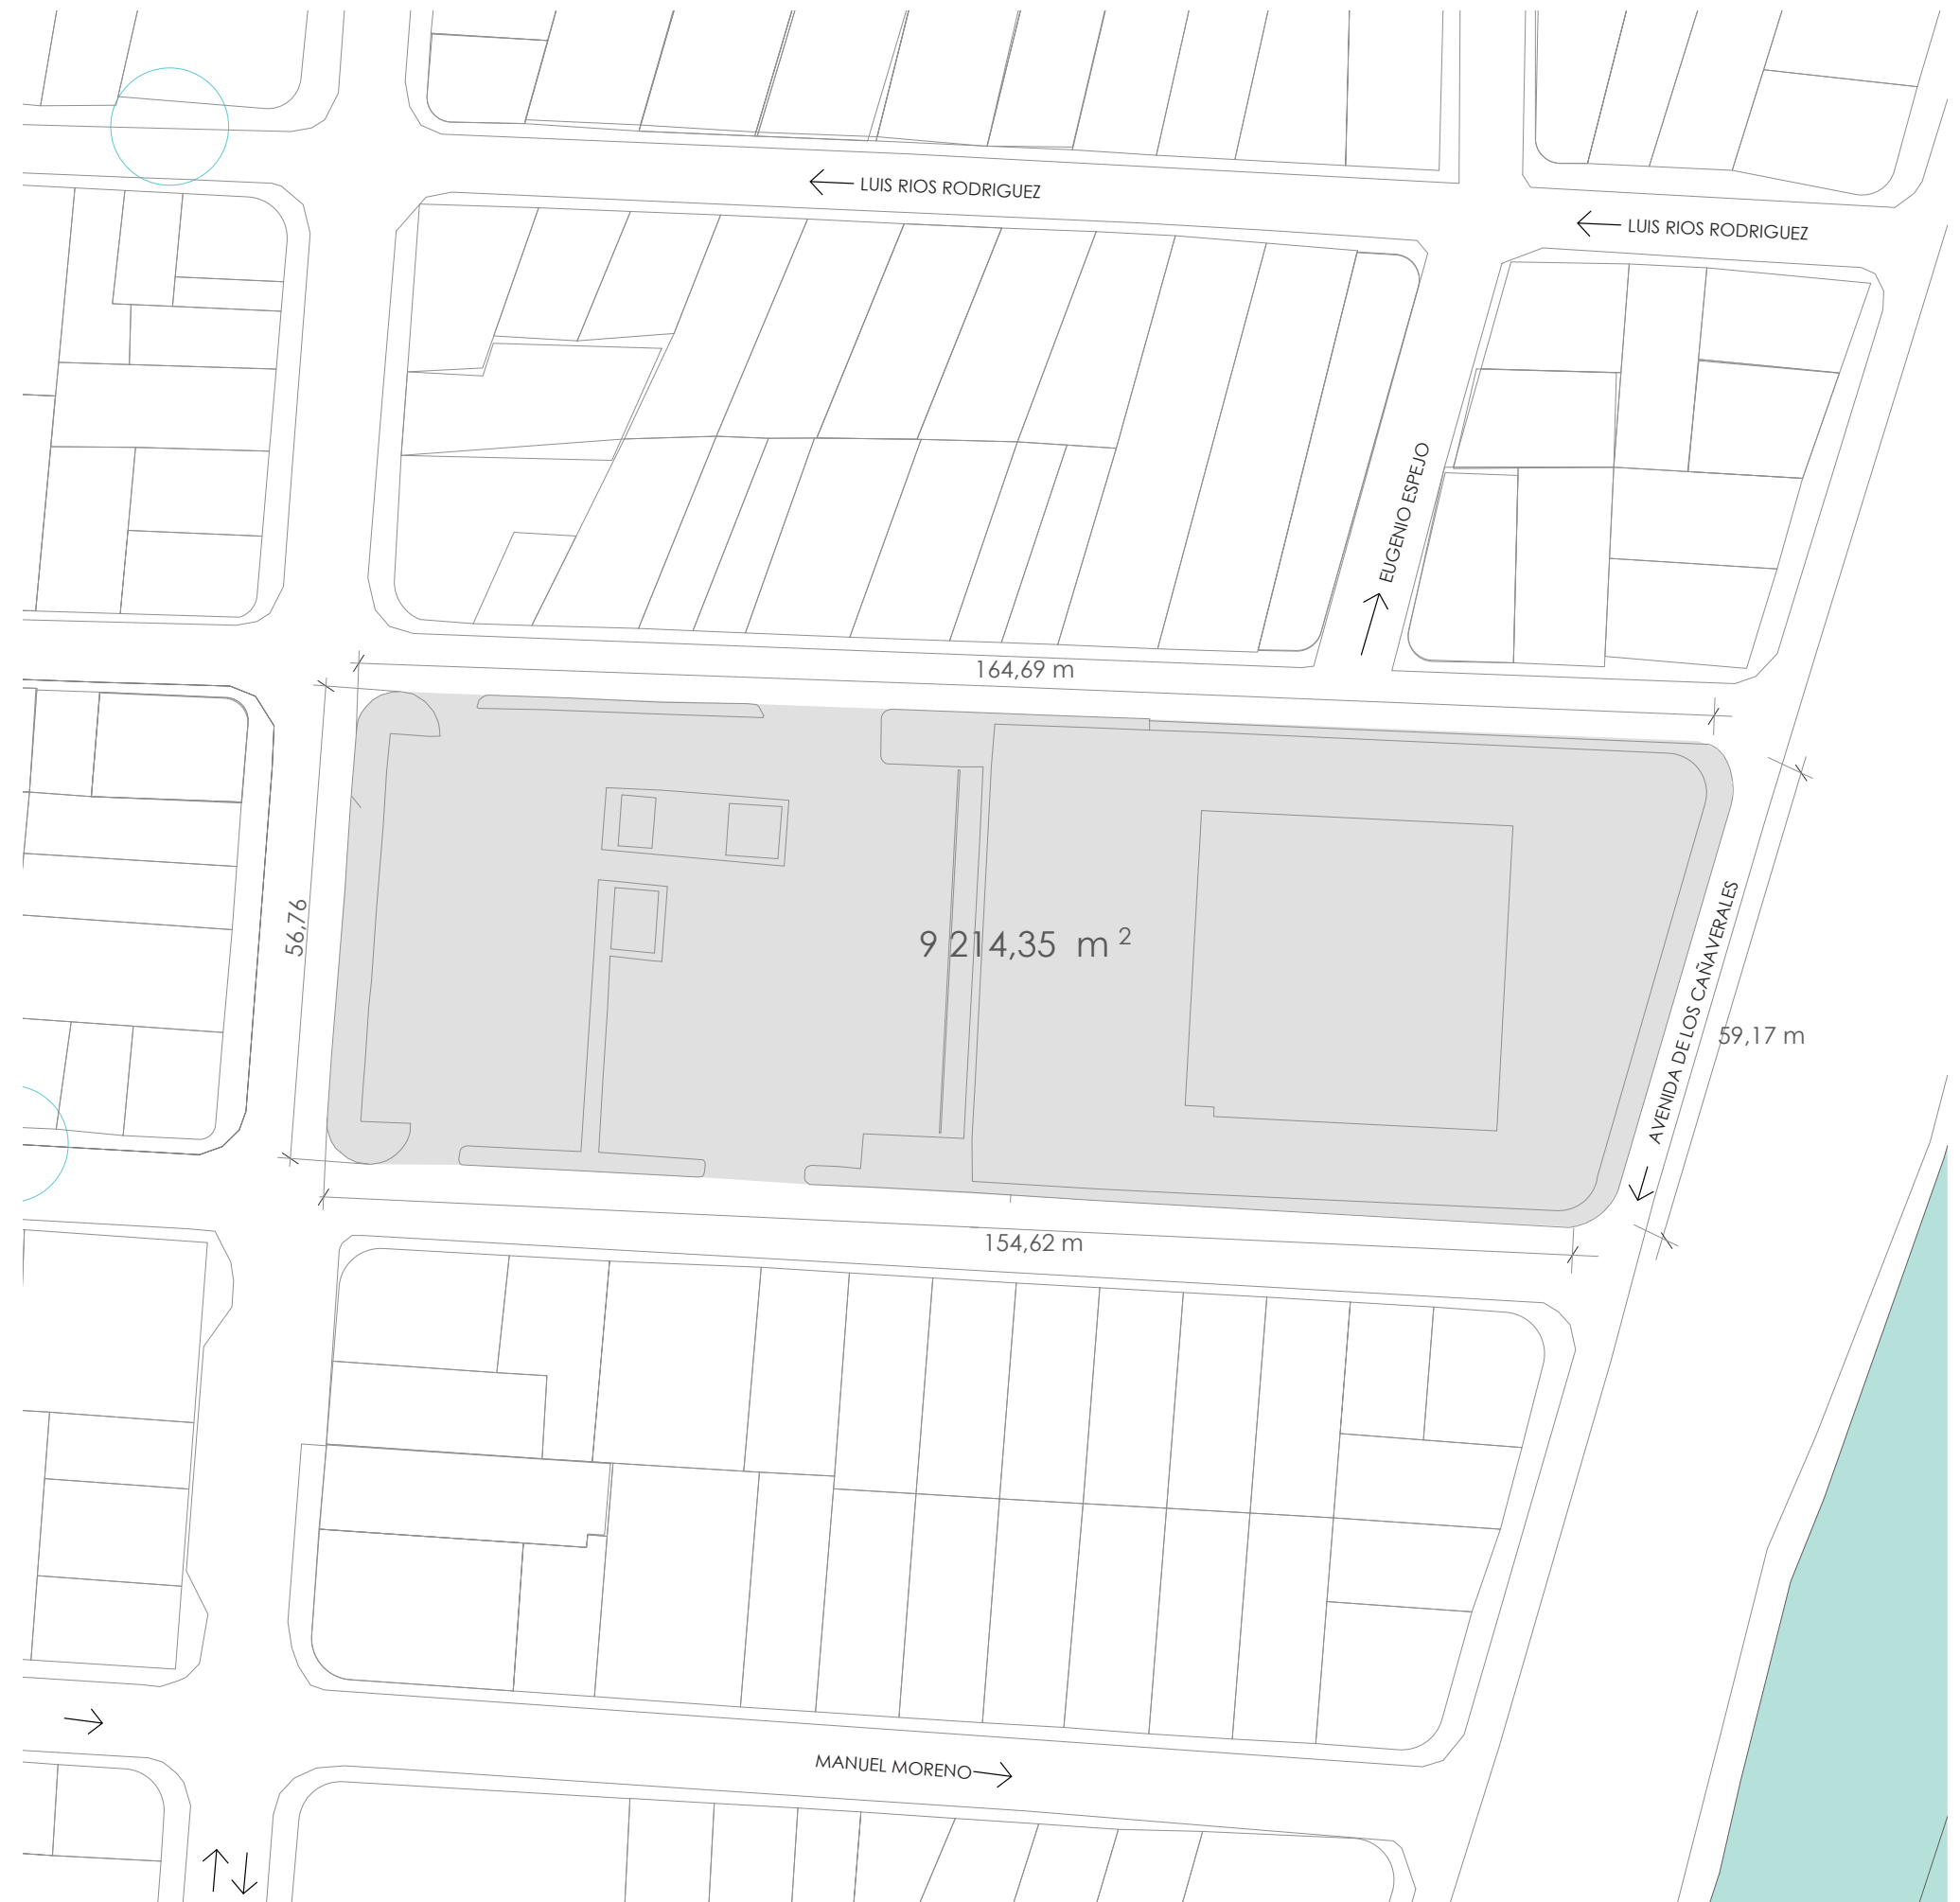 LUIS RIOS RODRIGUEZ
LUIS RIOS RODRIGUEZ
EUGENIO ESPEJO
164,69 m
56,76
9 214,35 m²
AVENIDA DE LOS CAÑAVERALES
59,17 m
154,62 m
MANUEL MORENO